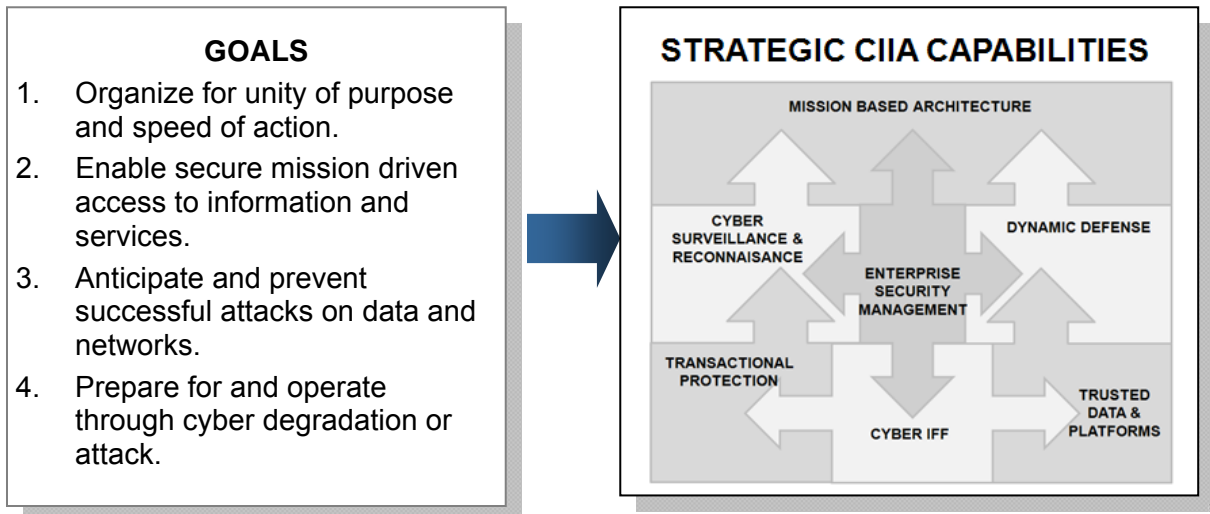 GOALS
1. Organize for unity of purpose
and speed of action.
2. Enable secure mission driven
access to information and
services.
3. Anticipate and prevent
successful attacks on data and
networks.
4. Prepare for and operate
through cyber degradation or
attack.
STRATEGIC CIIA CAPABILITIES
MISSION BASED ARCHITECTURE
CYBER
SURVEILLANCE &
RECONNAISANCE
DYNAMIC DEFENSE
ENTERPRISE
SECURITY
MANAGEMENT
TRANSACTIONAL
PROTECTION
CYBER IFF
TRUSTED
DATA &
PLATFORMS